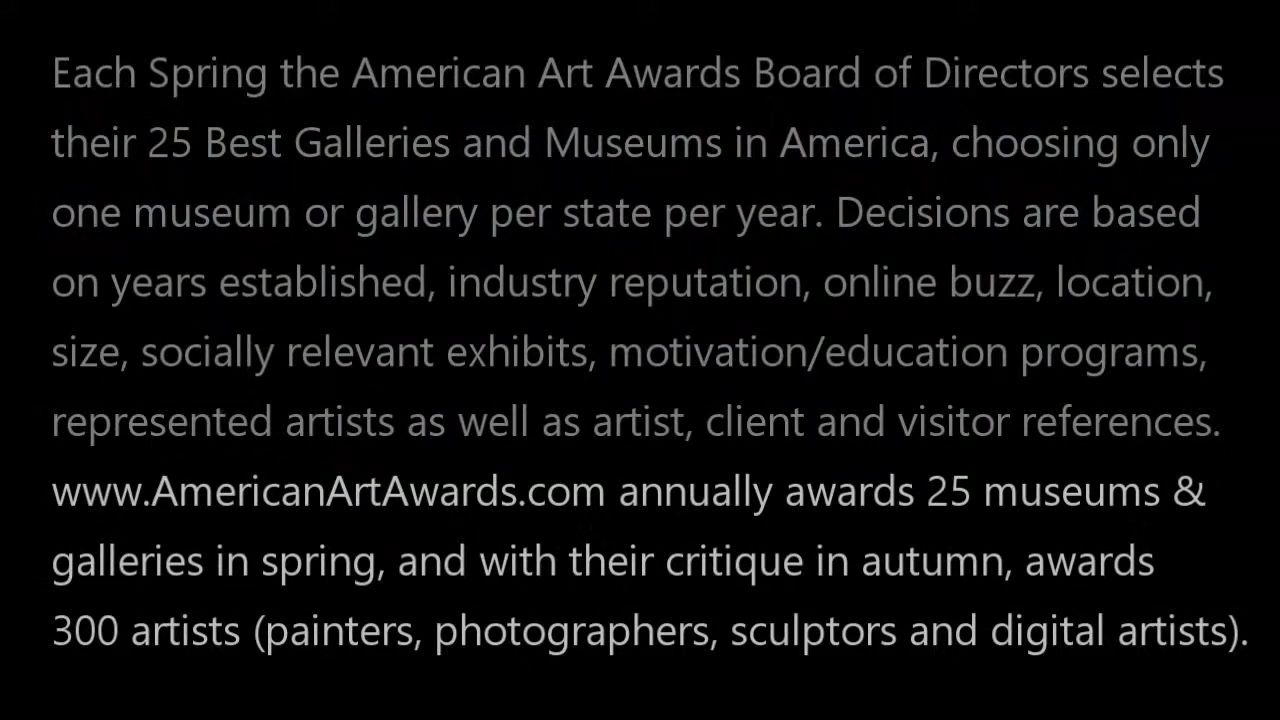 Each Spring the American Art Awards Board of Directors selects
their 25 Best Galleries and Museums in America, choosing only
one museum or gallery per state per year. Decisions are based
on years established, industry reputation, online buzz, location,
size, socially relevant exhibits, motivation/education programs,
represented artists as well as artist, client and visitor references.
www.AmericanArtAwards.com annually awards 25 museums &
galleries in spring, and with their critique in autumn, awards
300 artists (painters, photographers, sculptors and digital artists).